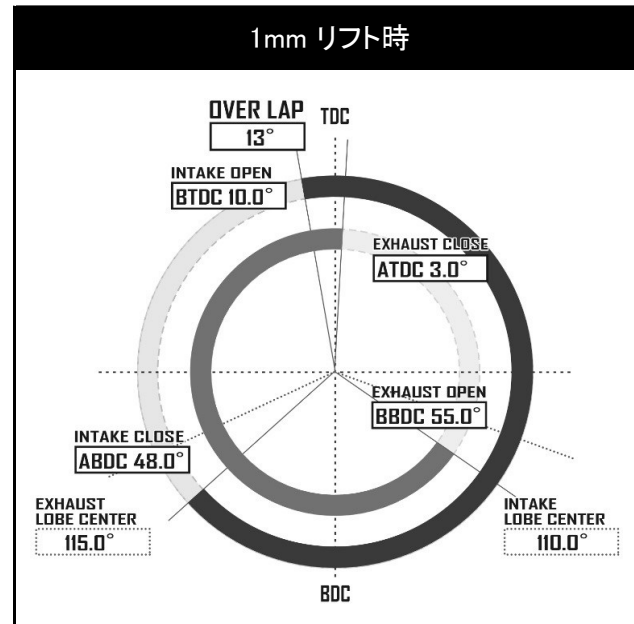 1mm リフト時
OVER LAP
13°
TDC
INTAKE OPEN
BTDC 10.0°
EXHAUST CLOSE
ATDC 3.0°
EXHAUST OPEN
BBDC 55.0°
INTAKE CLOSE
ABDC 48.0°
EXHAUST
LOBE CENTER
115.0°
INTAKE
LOBE CENTER
110.0°
BDC